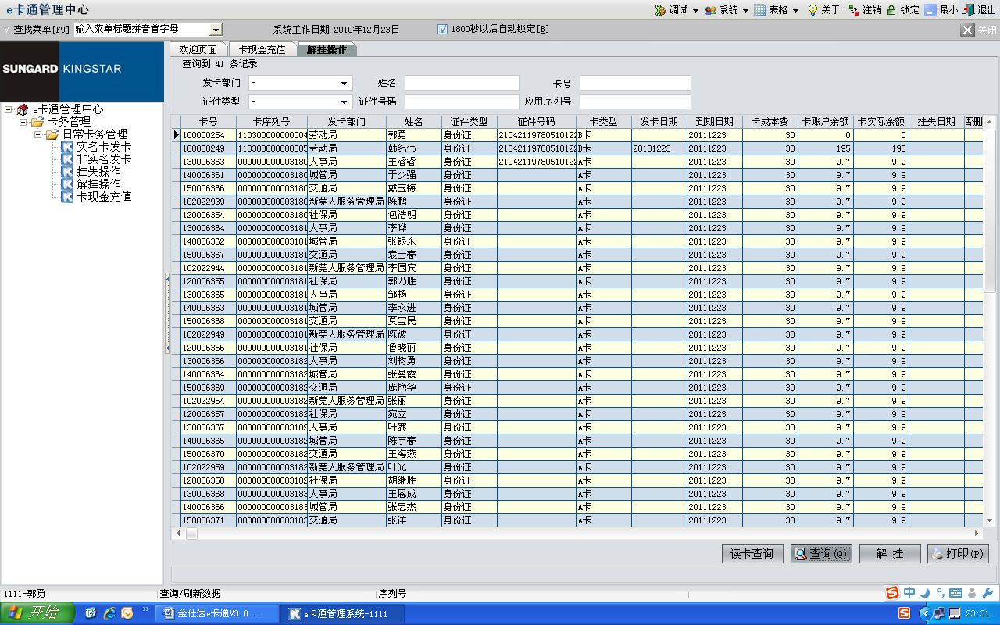 e卡通管理中心 调试 系统 表格 关于 注销 锁定 最小 退出
查找菜单[F9] 输入菜单标题拼音首字母 系统工作日期 2010年12月23日 1800秒以后自动锁定[B] 关闭
SUNGARD KINGSTAR
e卡通管理中心
卡务管理
日常卡务管理
实名卡发卡
非实名发卡
挂失操作
解挂操作
卡现金充值
欢迎页面 卡现金充值 解挂操作
查询到 41 条记录
发卡部门 - 姓名 卡号
证件类型 - 证件号码 应用序列号
卡号 卡序列号 发卡部门 姓名 证件类型 证件号码 卡类型 发卡日期 到期日期 卡成本费 卡账户余额 卡实际余额 挂失日期 否删
100000254 1103000000000004 劳动局 郭勇 身份证 21042119780510122 B卡 20111223 30 0 0
100000249 1103000000000005 劳动局 韩纪伟 身份证 21042119780510122 B卡 20101223 20111223 30 195 195
130006363 0000000000003180 人事局 王睿睿 身份证 21042119780510122 A卡 20111223 30 9.7 9.9
140006361 0000000000003180 城管局 于少强 身份证 A卡 20111223 30 9.7 9.9
150006366 0000000000003180 交通局 戴玉梅 身份证 A卡 20111223 30 9.7 9.9
102022939 0000000000003180 新莞人服务管理局 陈鹏 身份证 A卡 20111223 30 9.7 9.9
120006354 0000000000003180 社保局 包浩明 身份证 A卡 20111223 30 9.7 9.9
130006364 0000000000003181 人事局 李晔 身份证 A卡 20111223 30 9.7 9.9
140006362 0000000000003181 城管局 张银东 身份证 A卡 20111223 30 9.7 9.9
150006367 0000000000003181 交通局 袁士春 身份证 A卡 20111223 30 9.7 9.9
102022944 0000000000003181 新莞人服务管理局 李国宾 身份证 A卡 20111223 30 9.7 9.9
120006355 0000000000003181 社保局 郭乃胜 身份证 A卡 20111223 30 9.7 9.9
130006365 0000000000003181 人事局 邹杨 身份证 A卡 20111223 30 9.7 9.9
140006363 0000000000003181 城管局 李永进 身份证 A卡 20111223 30 9.7 9.9
150006368 0000000000003181 交通局 莫宝民 身份证 A卡 20111223 30 9.7 9.9
102022949 0000000000003181 新莞人服务管理局 陈波 身份证 A卡 20111223 30 9.7 9.9
120006356 0000000000003181 社保局 鲁晓丽 身份证 A卡 20111223 30 9.7 9.9
130006366 0000000000003182 人事局 刘树勇 身份证 A卡 20111223 30 9.7 9.9
140006364 0000000000003182 城管局 张曼霞 身份证 A卡 20111223 30 9.7 9.9
150006369 0000000000003182 交通局 庞艳华 身份证 A卡 20111223 30 9.7 9.9
102022954 0000000000003182 新莞人服务管理局 张丽 身份证 A卡 20111223 30 9.7 9.9
120006357 0000000000003182 社保局 宛立 身份证 A卡 20111223 30 9.7 9.9
130006367 0000000000003182 人事局 叶赛 身份证 A卡 20111223 30 9.7 9.9
140006365 0000000000003182 城管局 陈宇春 身份证 A卡 20111223 30 9.7 9.9
150006370 0000000000003182 交通局 王海燕 身份证 A卡 20111223 30 9.7 9.9
102022959 0000000000003182 新莞人服务管理局 叶光 身份证 A卡 20111223 30 9.7 9.9
120006358 0000000000003182 社保局 胡继胜 身份证 A卡 20111223 30 9.7 9.9
130006368 0000000000003183 人事局 王恩成 身份证 A卡 20111223 30 9.7 9.9
140006366 0000000000003183 城管局 张忠杰 身份证 A卡 20111223 30 9.7 9.9
150006371 0000000000003183 交通局 张洋 身份证 A卡 20111223 30 9.7 9.9
读卡查询 查询(Q) 解 挂 打印(P)
1111-郭勇 查询/刷新数据 序列号
中
开始 金仕达e卡通V3.0... e卡通管理系统-1111 23:31